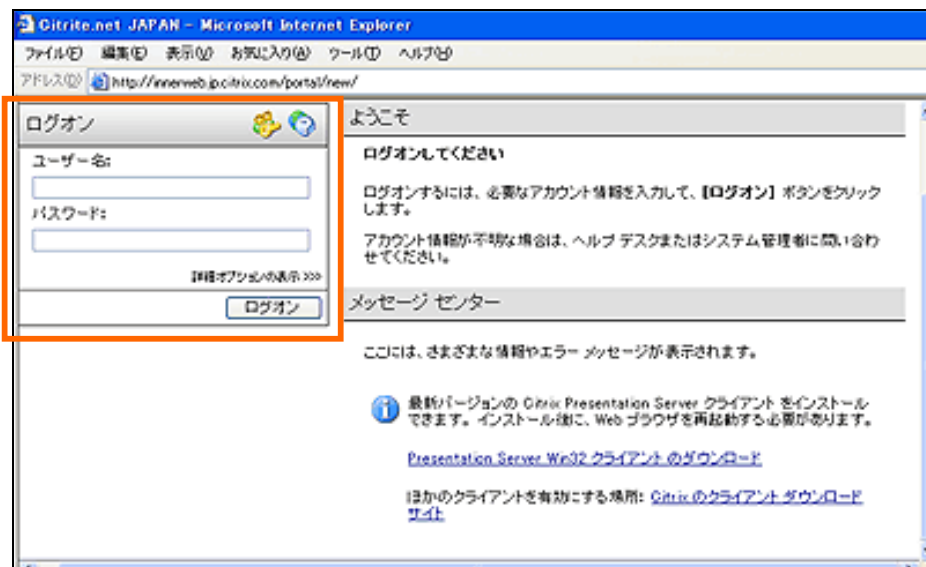 Citrite.net JAPAN - Microsoft Internet Explorer
ファイル(F) 編集(E) 表示(V) お気に入り(A) ツール(T) ヘルプ(H)
アドレス(D) http://innerweb.jp.citrix.com/portal/new/
ログオン
ユーザー名:
パスワード:
詳細オプションの表示 >>>
ログオン
ようこそ
ログオンしてください
ログオンするには、必要なアカウント情報を入力して、[ログオン] ボタンをクリック
します。
アカウント情報が不明な場合は、ヘルプ デスクまたはシステム管理者に問い合わ
せてください。
メッセージ センター
ここには、さまざまな情報やエラー メッセージが表示されます。
最新バージョンの Citrix Presentation Server クライアント をインストール
できます。インストール後に、Web ブラウザを再起動する必要があります。
Presentation Server Win32 クライアント のダウンロード
ほかのクライアントを有効にする場所: Citrix のクライアント ダウンロード
サイト